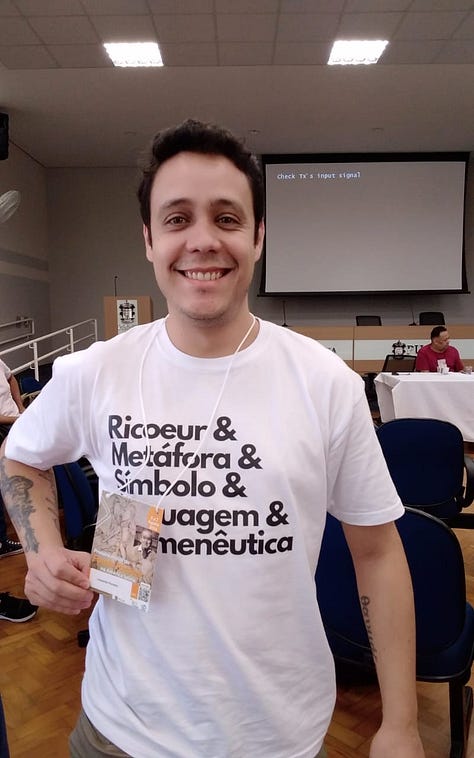 Check Tx's input signal
Ricoeur &
Metáfora &
Símbolo &
uagem &
menêutica